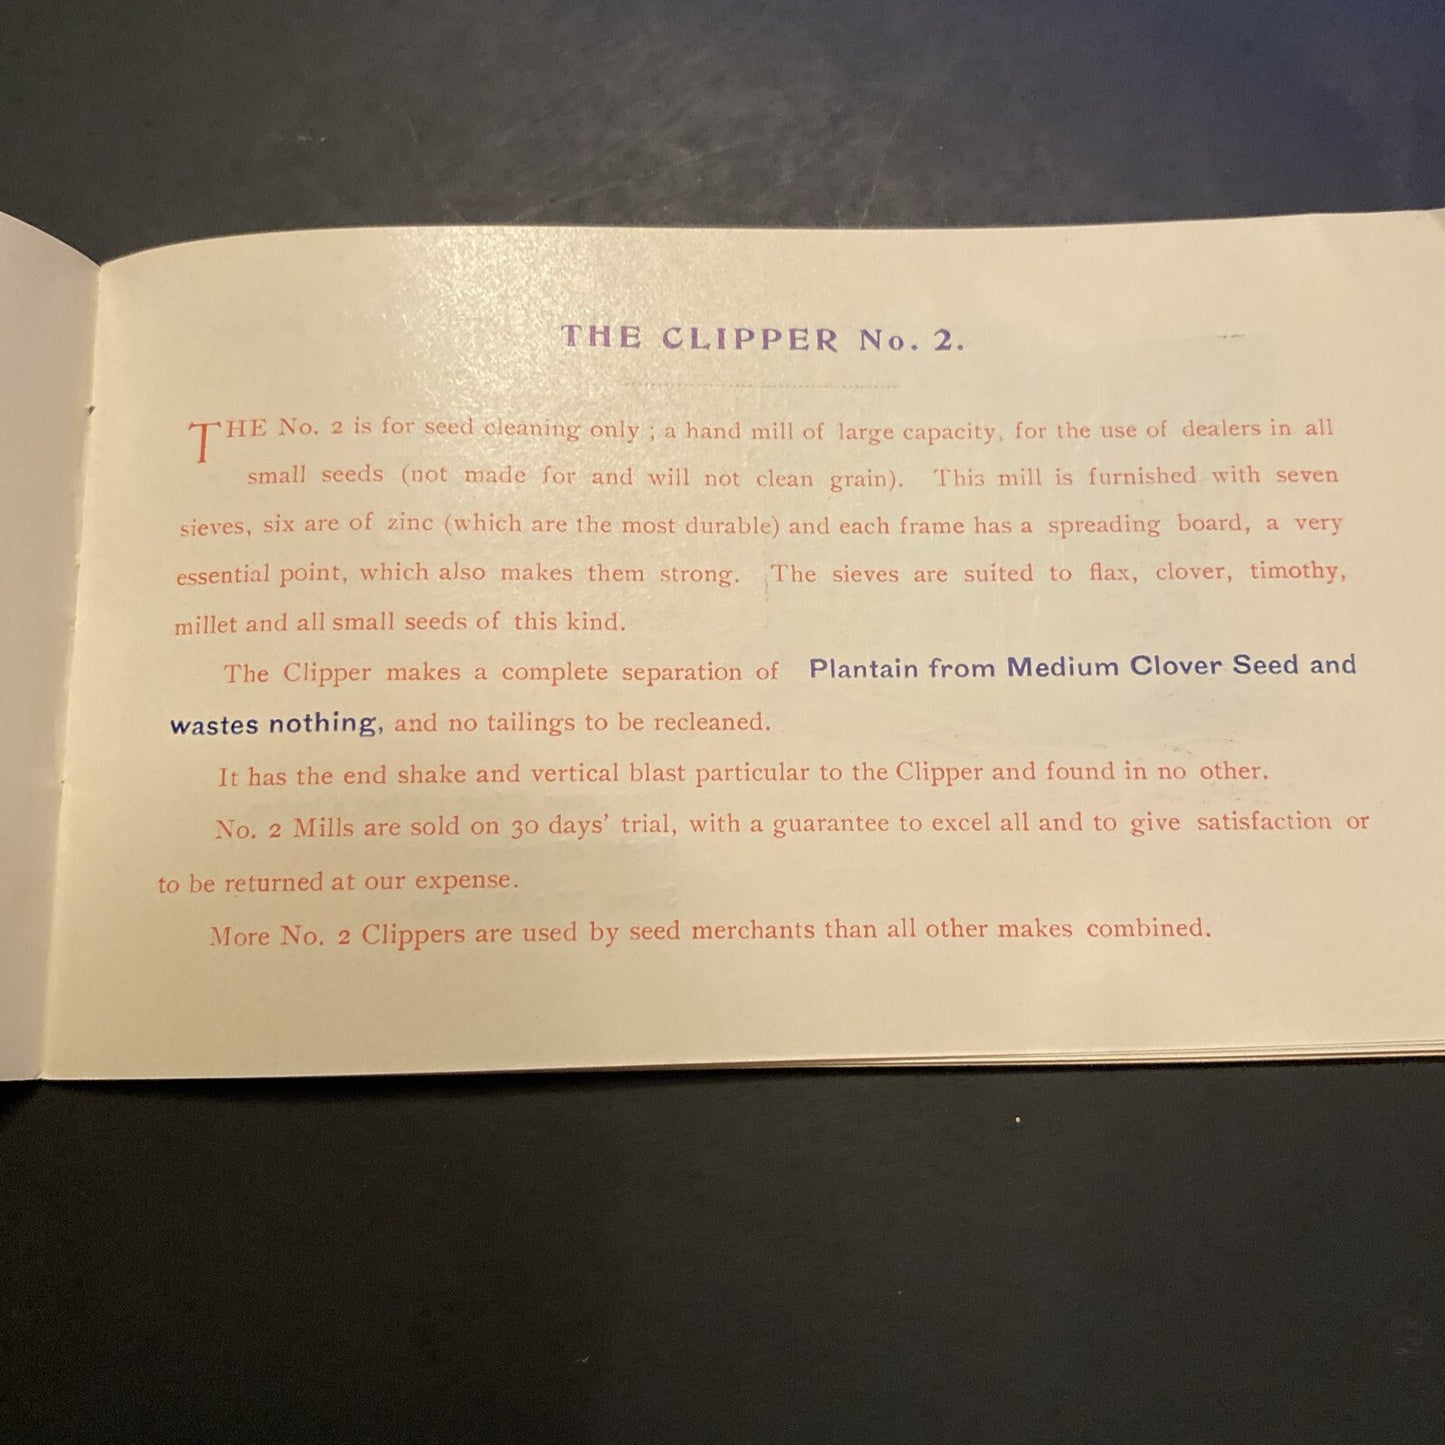 THE CLIPPER No. 2.
THE No. 2 is for seed cleaning only ; a hand mill of large capacity, for the use of dealers in all
small seeds (not made for and will not clean grain). This mill is furnished with seven
sieves, six are of zinc (which are the most durable) and each frame has a spreading board, a very
essential point, which also makes them strong. The sieves are suited to flax, clover, timothy,
millet and all small seeds of this kind.
The Clipper makes a complete separation of Plantain from Medium Clover Seed and
wastes nothing, and no tailings to be recleaned.
It has the end shake and vertical blast particular to the Clipper and found in no other.
No. 2 Mills are sold on 30 days' trial, with a guarantee to excel all and to give satisfaction or
to be returned at our expense.
More No. 2 Clippers are used by seed merchants than all other makes combined.